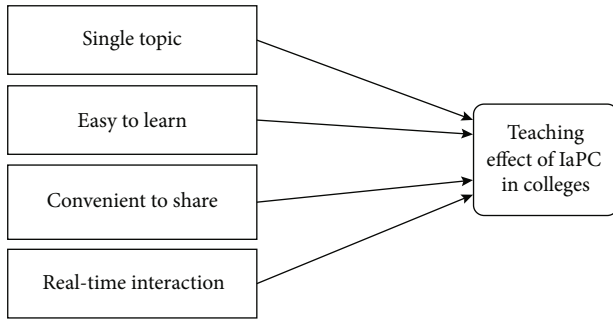 Single topic
Easy to learn
Convenient to share
Real-time interaction
Teaching
effect of IaPC
in colleges